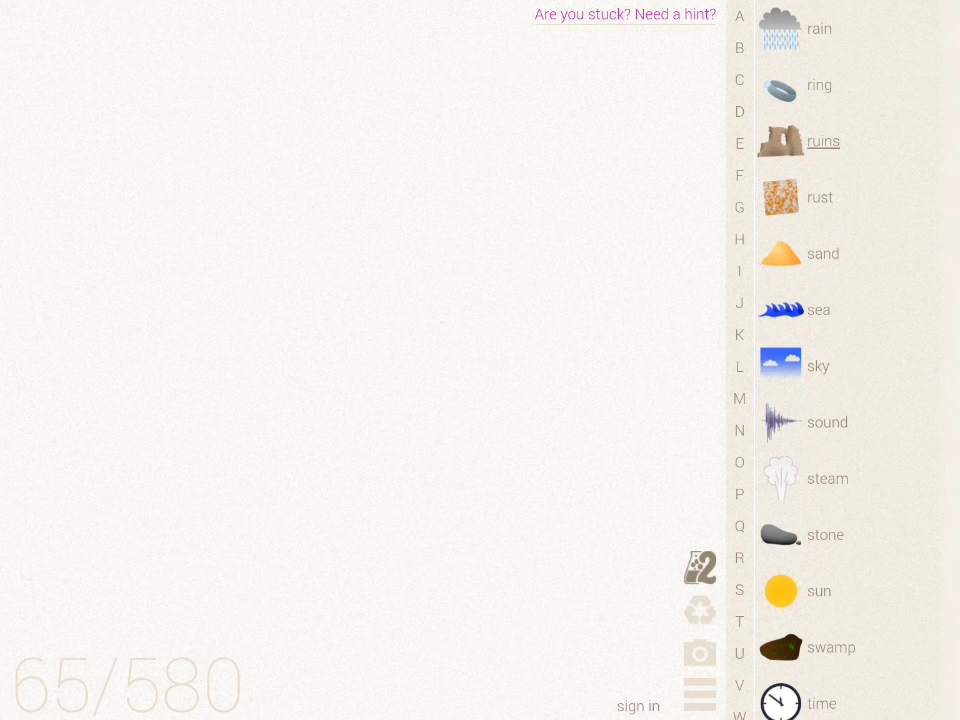 Are you stuck? Need a hint?
A
B
C
D
E
F
G
H
I
J
K
L
M
N
O
P
Q
R
S
T
U
V
W
rain
ring
ruins
rust
sand
sea
sky
sound
steam
stone
sun
swamp
time
2
65/580
sign in